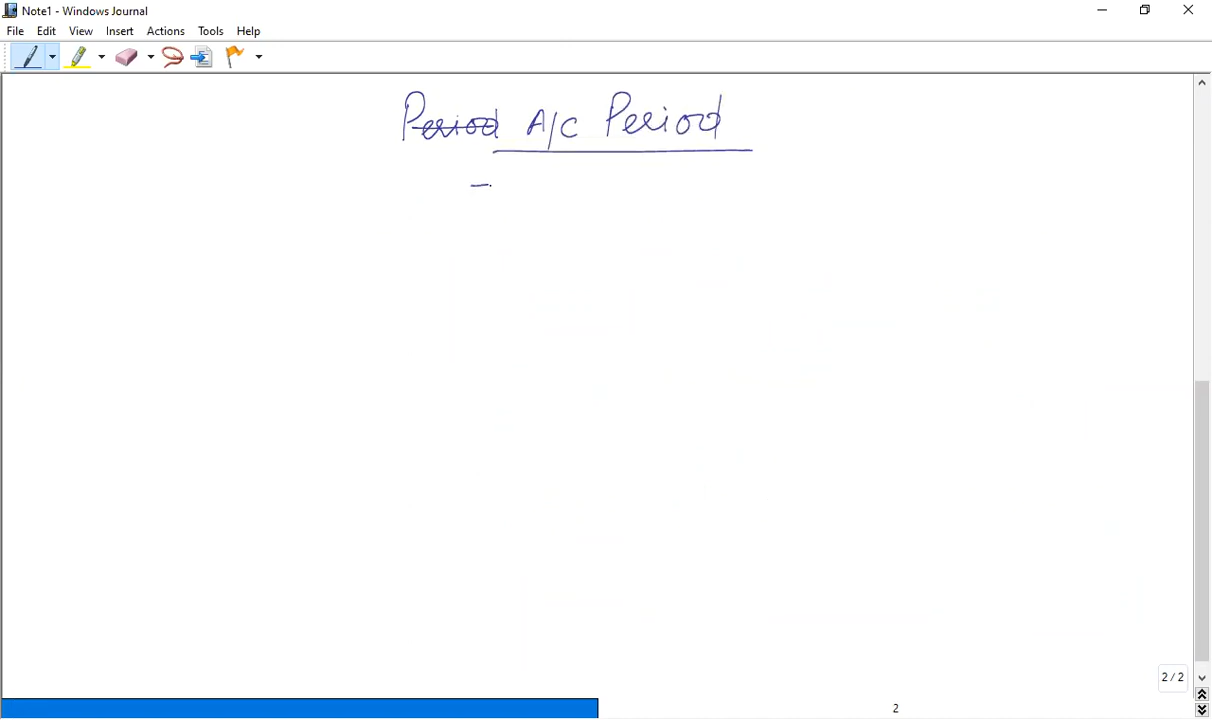 Note1 - Windows Journal
File Edit View Insert Actions Tools Help
Period A/C Period
-
2 / 2
2